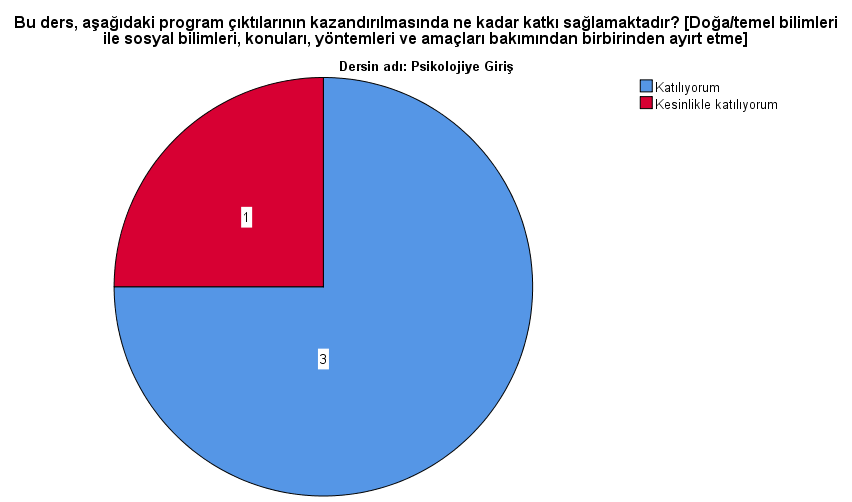 Bu ders, aşağıdaki program çıktılarının kazandırılmasında ne kadar katkı sağlamaktadır? [Doğa/temel bilimleri
ile sosyal bilimleri, konuları, yöntemleri ve amaçları bakımından birbirinden ayırt etme]
Dersin adı: Psikolojiye Giriş
Katılıyorum
Kesinlikle katılıyorum
1
3